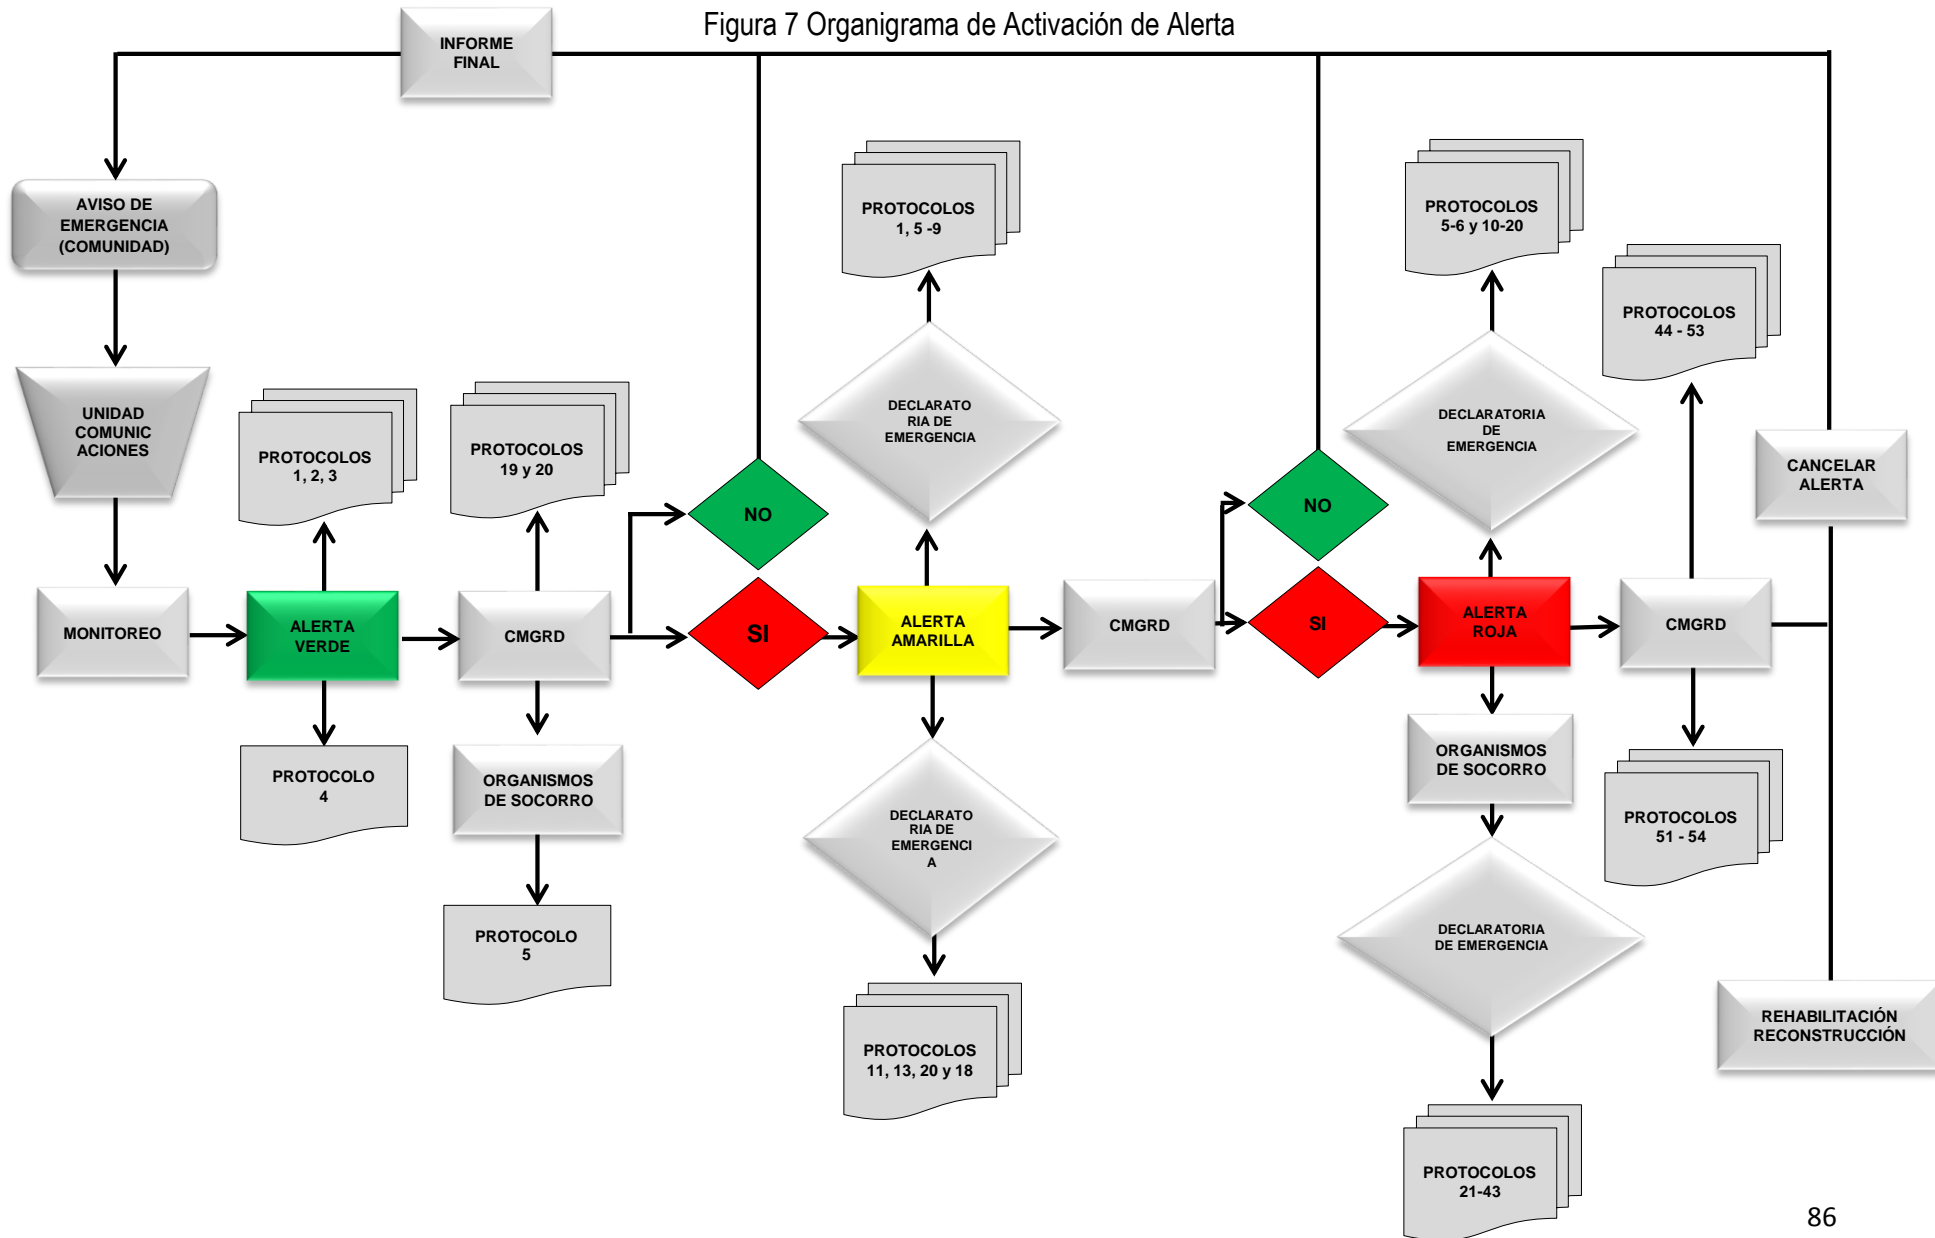 Figura 7 Organigrama de Activación de Alerta
INFORME
FINAL
AVISO DE
EMERGENCIA
(COMUNIDAD)
UNIDAD
COMUNIC
ACIONES
MONITOREO
PROTOCOLOS
1, 2, 3
ALERTA
VERDE
PROTOCOLO
4
PROTOCOLOS
19 y 20
CMGRD
ORGANISMOS
DE SOCORRO
PROTOCOLO
5
NO
SI
PROTOCOLOS
1, 5 -9
DECLARATO
RIA DE
EMERGENCIA
ALERTA
AMARILLA
DECLARATO
RIA DE
EMERGENCI
A
PROTOCOLOS
11, 13, 20 y 18
CMGRD
NO
SI
PROTOCOLOS
5-6 y 10-20
DECLARATORIA
DE
EMERGENCIA
ALERTA
ROJA
ORGANISMOS
DE SOCORRO
DECLARATORIA
DE EMERGENCIA
PROTOCOLOS
21-43
PROTOCOLOS
44 - 53
CMGRD
PROTOCOLOS
51 - 54
CANCELAR
ALERTA
REHABILITACIÓN
RECONSTRUCCIÓN
86